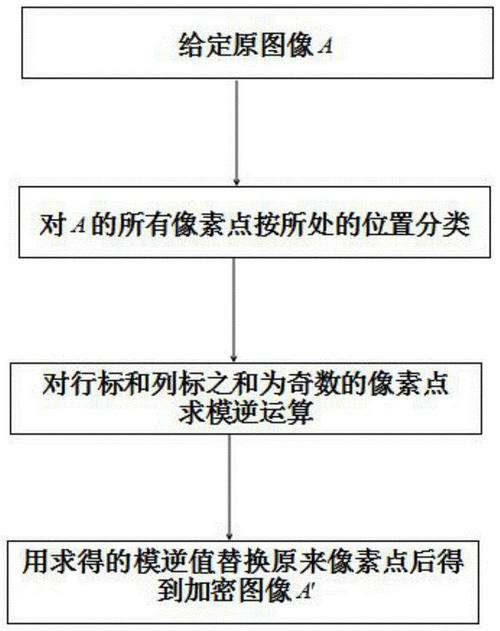 给定原图像A
对A的所有像素点按所处的位置分类
对行标和列标之和为奇数的像素点
求模逆运算
用求得的模逆值替换原来像素点后得
到加密图像A'